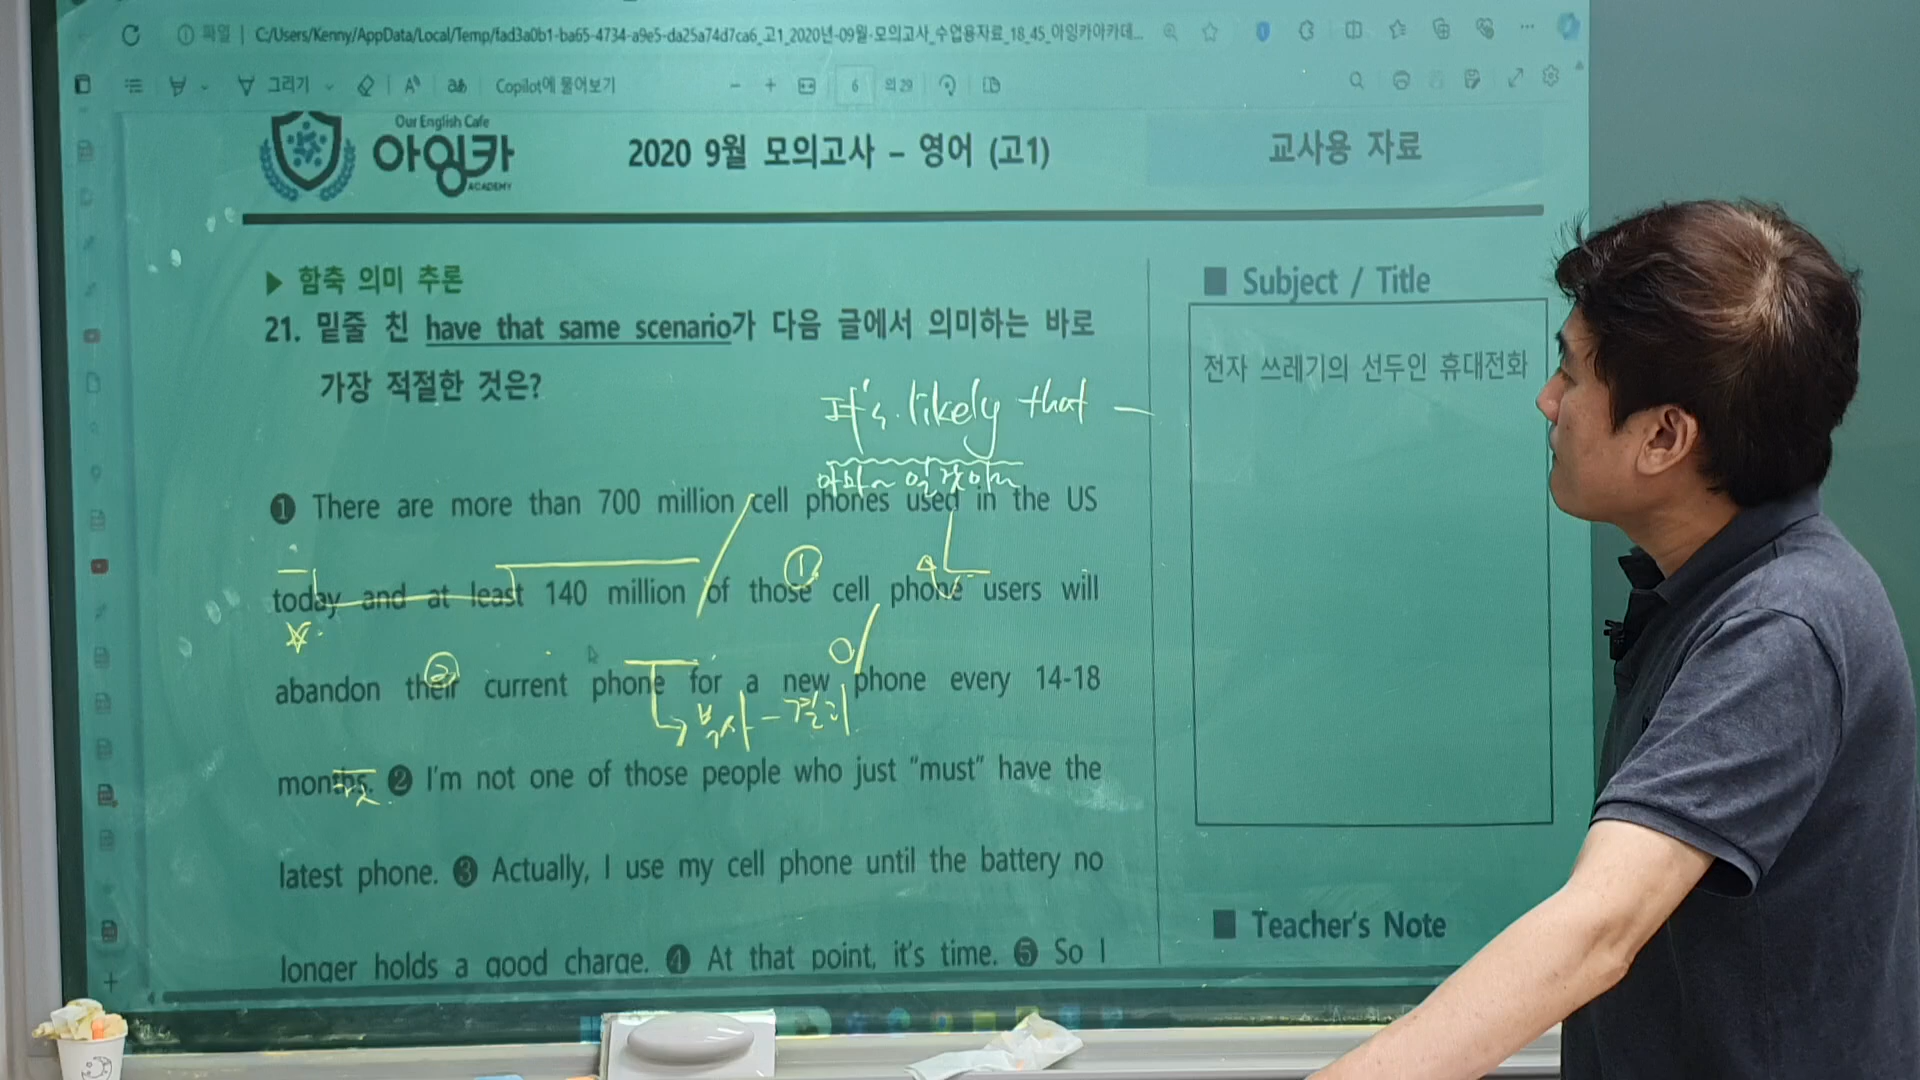 파일 | C:/Users/Kenny/AppData/Local/Temp/fad3a0b1-ba65-4734-a9e5-da25a74d7ca6_고1_2020년-09월-모의고사_수업용자료_18_45_아잉카아카데...
그리기 Copilot에 물어보기 - + 6 의 29
Our English Cafe
아잉카
ACADEMY
2020 9월 모의고사 – 영어 (고1)
교사용 자료
▶ 함축 의미 추론
21. 밑줄 친 have that same scenario가 다음 글에서 의미하는 바로
가장 적절한 것은?
It's likely that —
❶ There are more than 700 million cell phones used in the US
today and at least 140 million of those cell phone users will
①
abandon their current phone for a new phone every 14-18
②
부사 - 결과
months. ❷ I'm not one of those people who just "must" have the
latest phone. ❸ Actually, I use my cell phone until the battery no
longer holds a good charge. ❹ At that point, it's time. ❺ So I
■ Subject / Title
전자 쓰레기의 선두인 휴대전화
■ Teacher's Note